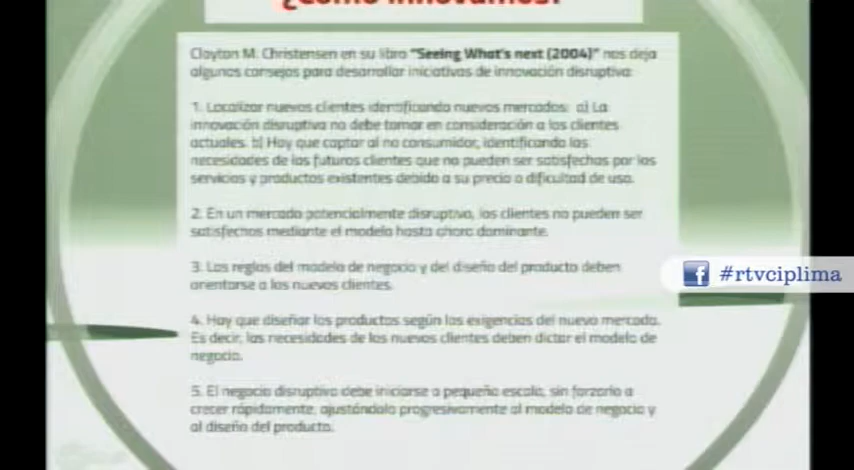 ¿Cómo innovamos?
Clayton M. Christensen en su libro "Seeing What's next (2004)" nos deja
algunos consejos para desarrollar iniciativas de innovación disruptiva:
1. Localizar nuevos clientes identificando nuevos mercados: a) La
innovación disruptiva no debe tomar en consideración a los clientes
actuales. b) Hay que captar al no consumidor, identificando las
necesidades de los futuros clientes que no pueden ser satisfechas por los
servicios y productos existentes debido a su precio o dificultad de uso.
2. En un mercado potencialmente disruptivo, los clientes no pueden ser
satisfechos mediante el modelo hasta ahora dominante.
3. Las reglas del modelo de negocio y del diseño del producto deben
orientarse a los nuevos clientes.
#rtvciplima
4. Hay que diseñar los productos según las exigencias del nuevo mercado.
Es decir, las necesidades de los nuevos clientes deben dictar el modelo de
negocio.
5. El negocio disruptivo debe iniciarse a pequeña escala, sin forzarlo a
crecer rápidamente, ajustándolo progresivamente al modelo de negocio y
al diseño del producto.